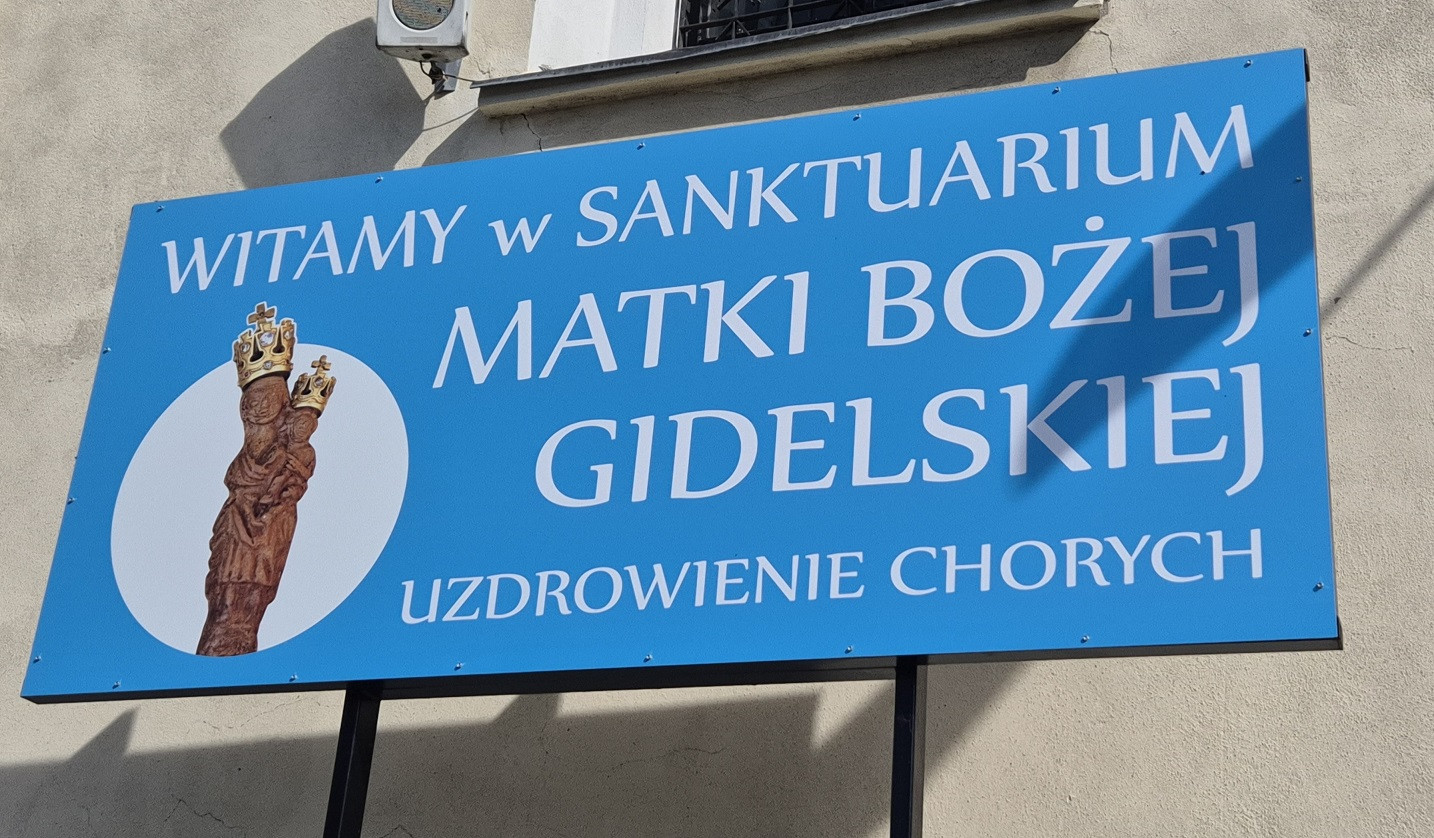 WITAMY w SANKTUARIUM
MATKI BOŻEJ
GIDELSKIEJ
UZDROWIENIE CHORYCH